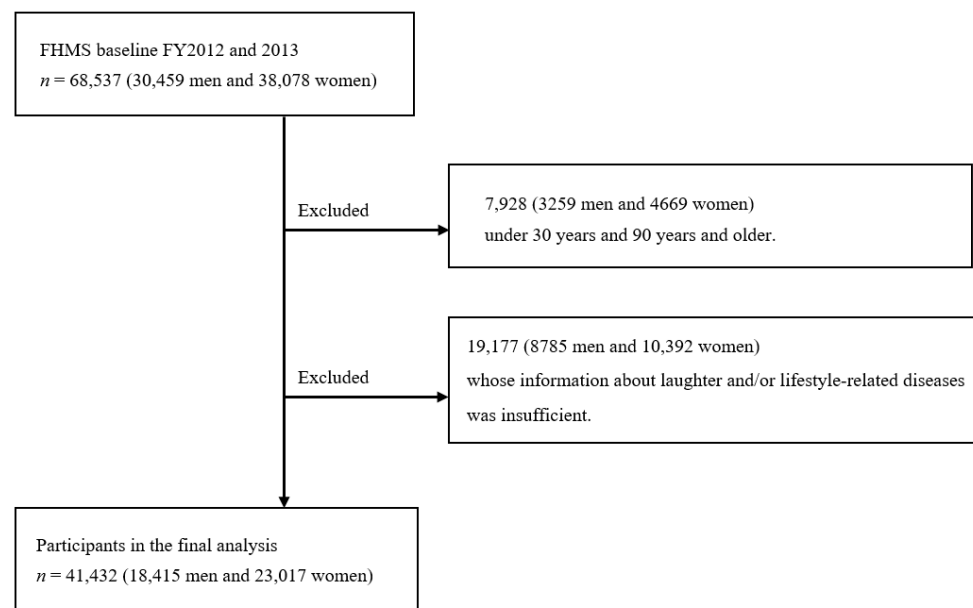 FHMS baseline FY2012 and 2013
n = 68,537 (30,459 men and 38,078 women)
Excluded
7,928 (3259 men and 4669 women)
under 30 years and 90 years and older.
19,177 (8785 men and 10,392 women)
whose information about laughter and/or lifestyle-related diseases
was insufficient.
Excluded
Participants in the final analysis
n = 41,432 (18,415 men and 23,017 women)